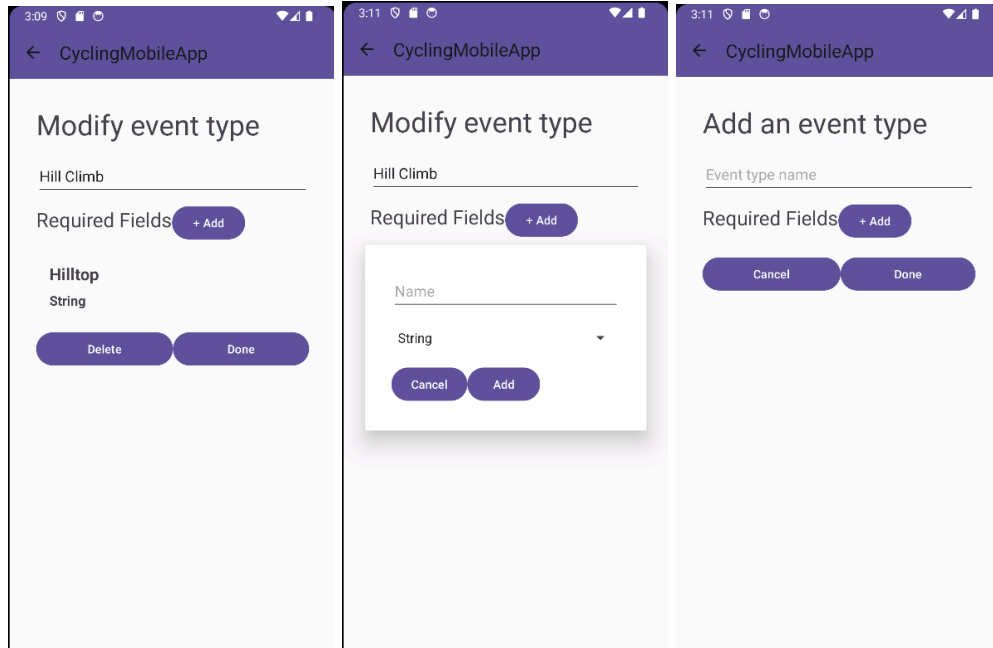 3:09
CyclingMobileApp
Modify event type
Hill Climb
Required Fields + Add
Hilltop
String
Delete Done
3:11
CyclingMobileApp
Modify event type
Hill Climb
Required Fields + Add
Name
String
Cancel Add
3:11
CyclingMobileApp
Add an event type
Event type name
Required Fields + Add
Cancel Done